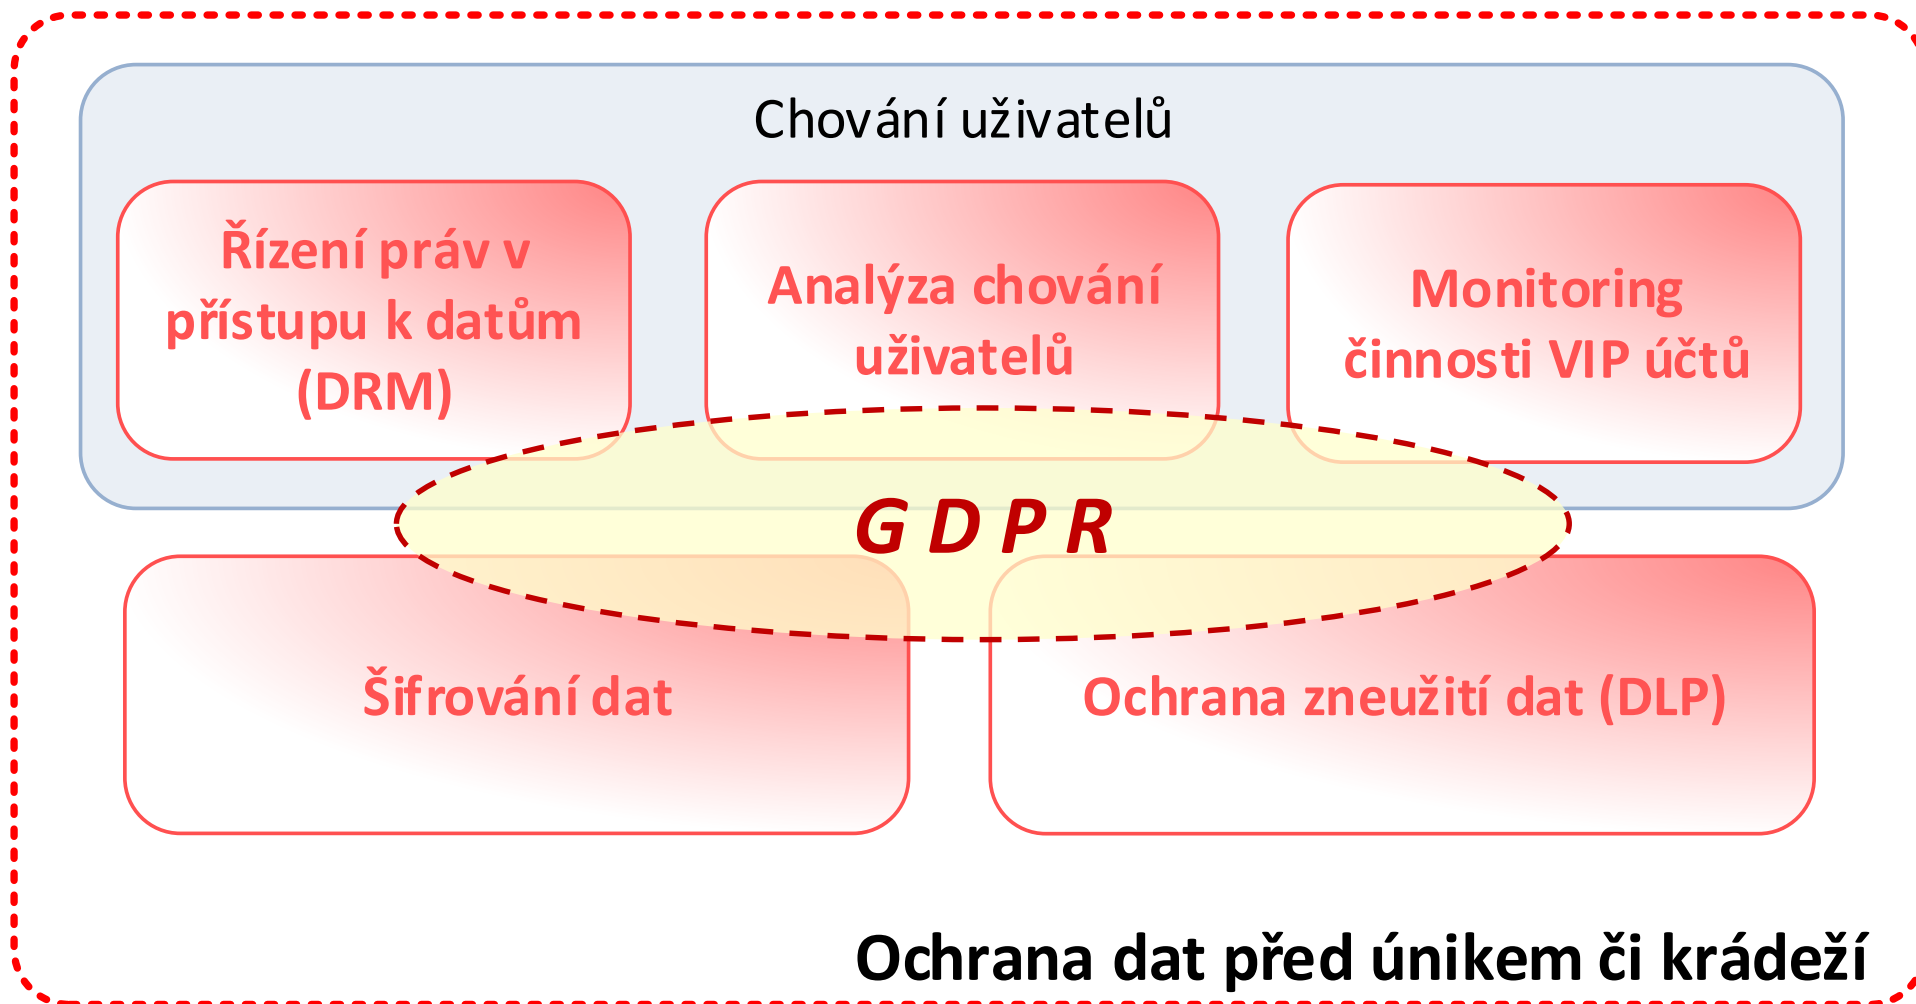 Chování uživatelů
Řízení práv v
přístupu k datům
(DRM)
Analýza chování
uživatelů
Monitoring
činnosti VIP účtů
G D P R
Šifrování dat
Ochrana zneužití dat (DLP)
Ochrana dat před únikem či krádeží